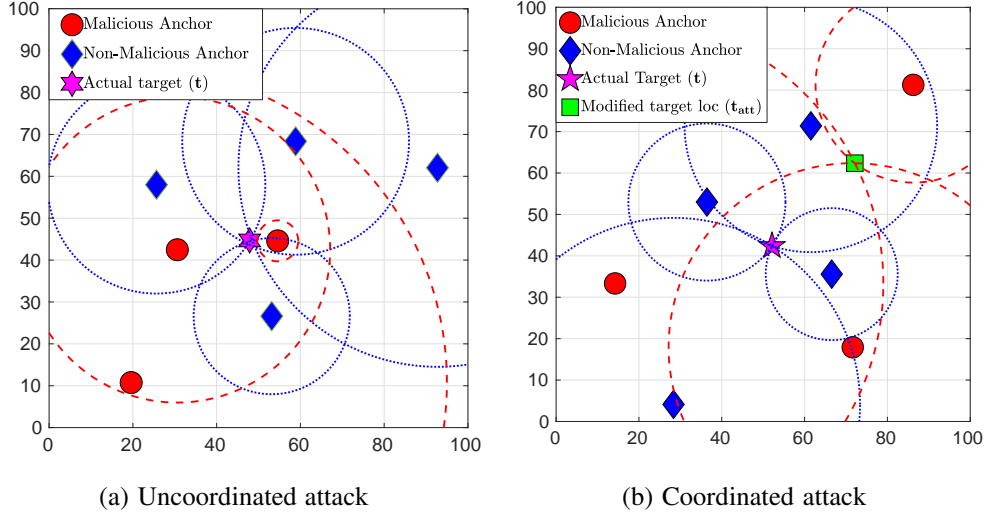 Malicious Anchor
Non-Malicious Anchor
Actual target (t)
100
90
80
70
60
50
40
30
20
10
0
0 20 40 60 80 100
(a) Uncoordinated attack
Malicious Anchor
Non-Malicious Anchor
Actual Target (t)
Modified target loc (t_att)
100
90
80
70
60
50
40
30
20
10
0
0 20 40 60 80 100
(b) Coordinated attack